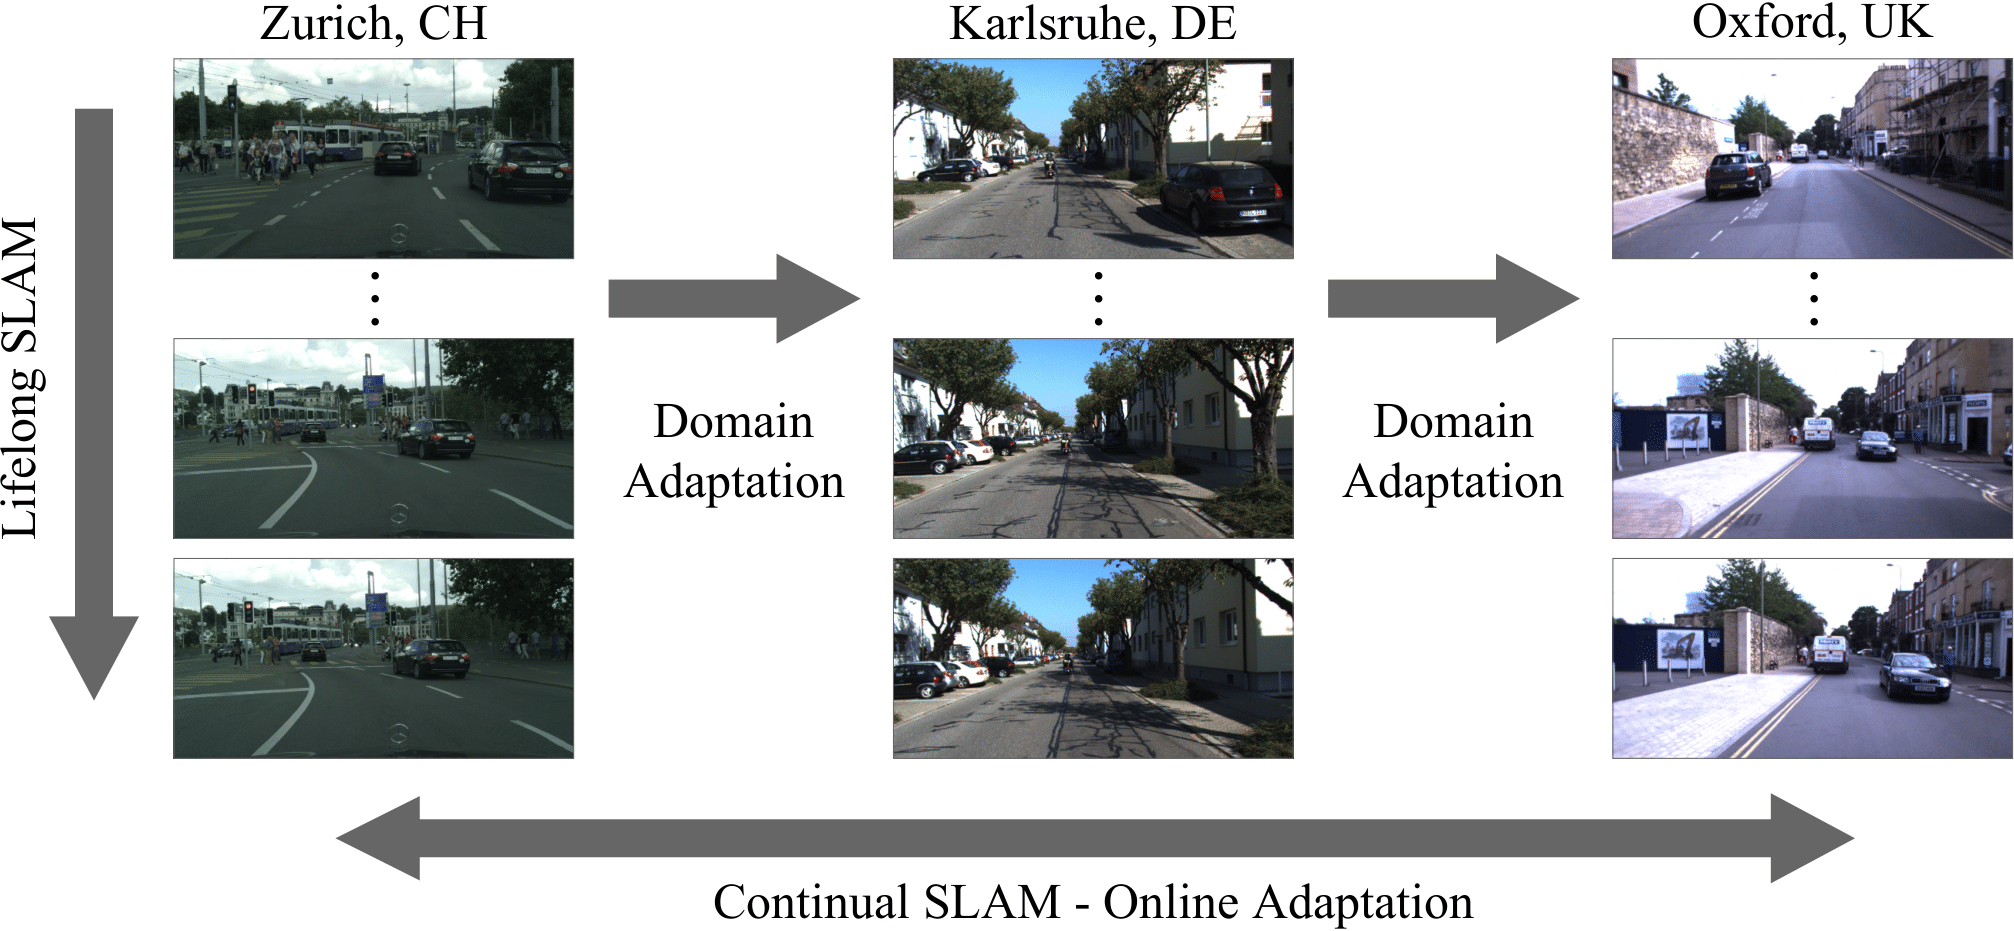 Zurich, CH
Karlsruhe, DE
Oxford, UK
Lifelong SLAM
Domain
Adaptation
Domain
Adaptation
Continual SLAM - Online Adaptation